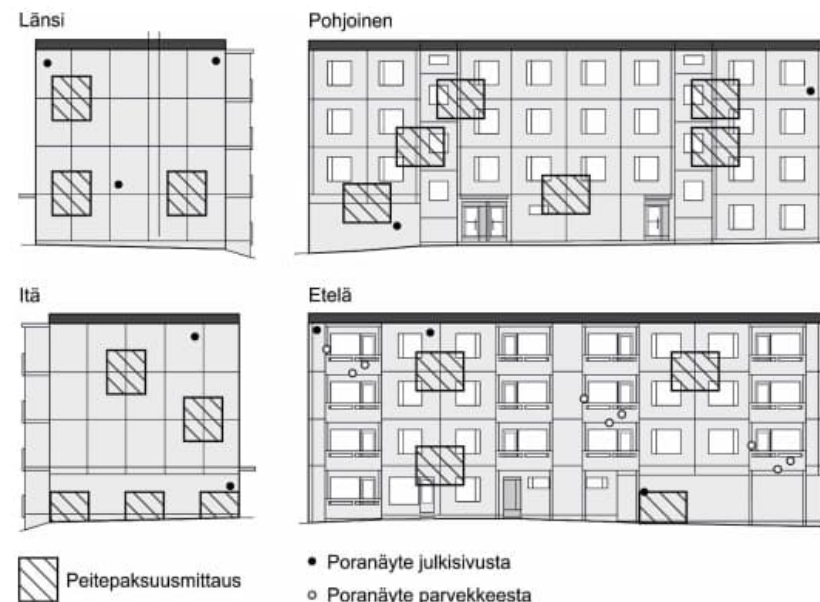 Länsi
Pohjoinen
Itä
Etelä
Peitepaksuusmittaus
Poranäyte julkisivusta
Poranäyte parvekkeesta